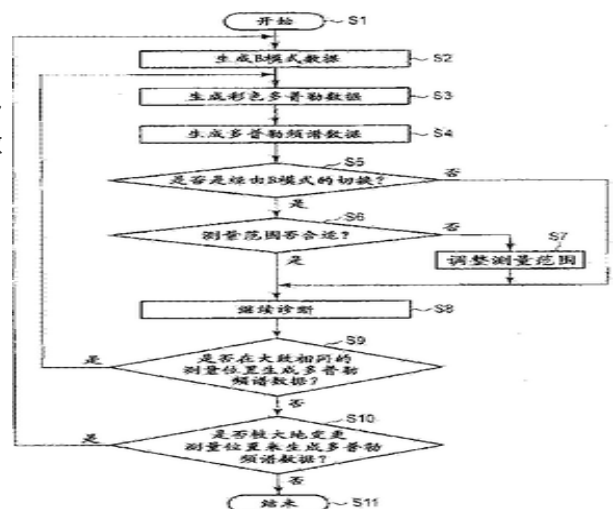 开始
S1
生成B模式数据
S2
生成彩色多普勒数据
S3
生成多普勒频谱数据
S4
S5
是否是经由B模式的切换?
否
是
S6
测量范围否合适?
否
S7
调整测量范围
是
继续诊断
S8
S9
是否在大致相同的
测量位置生成多普勒
频谱数据?
是
否
S10
是否较大地变更
测量位置来生成多普勒
频谱数据?
是
否
结束
S11